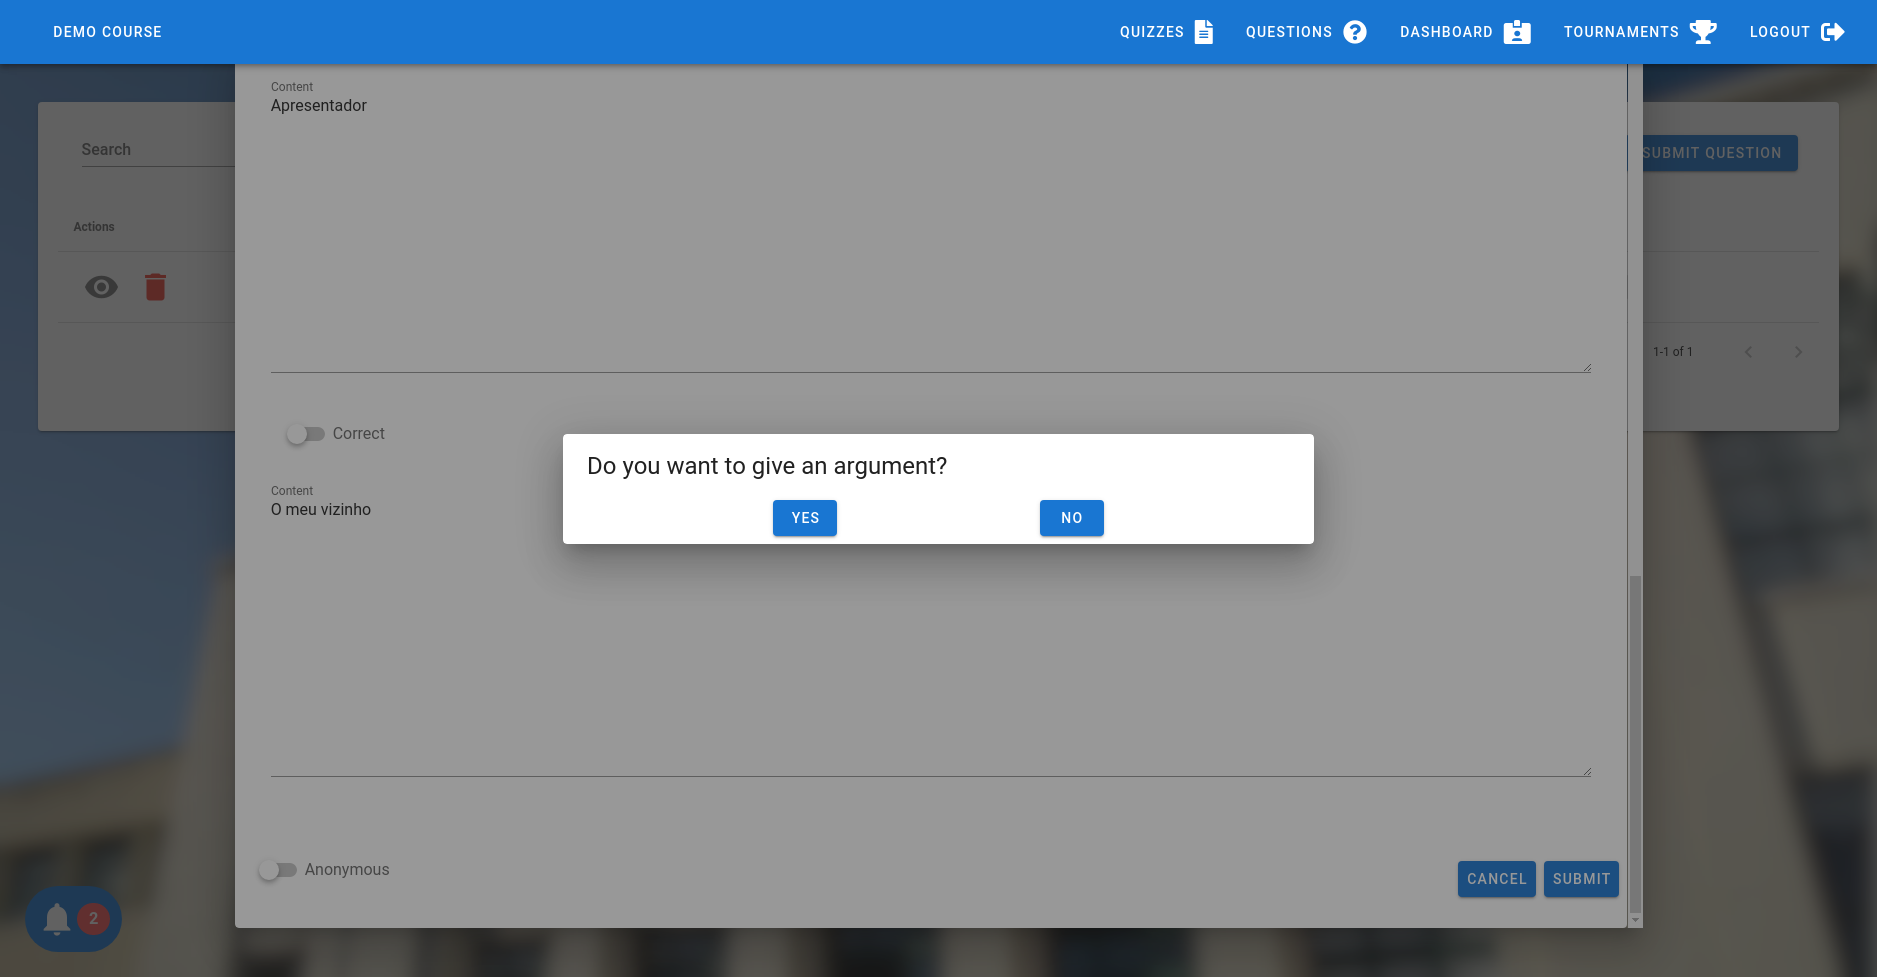 DEMO COURSE
QUIZZES
QUESTIONS
DASHBOARD
TOURNAMENTS
LOGOUT
Content
Apresentador
Search
SUBMIT QUESTION
Actions
1-1 of 1
Correct
Do you want to give an argument?
YES
NO
Content
O meu vizinho
Anonymous
CANCEL
SUBMIT
2